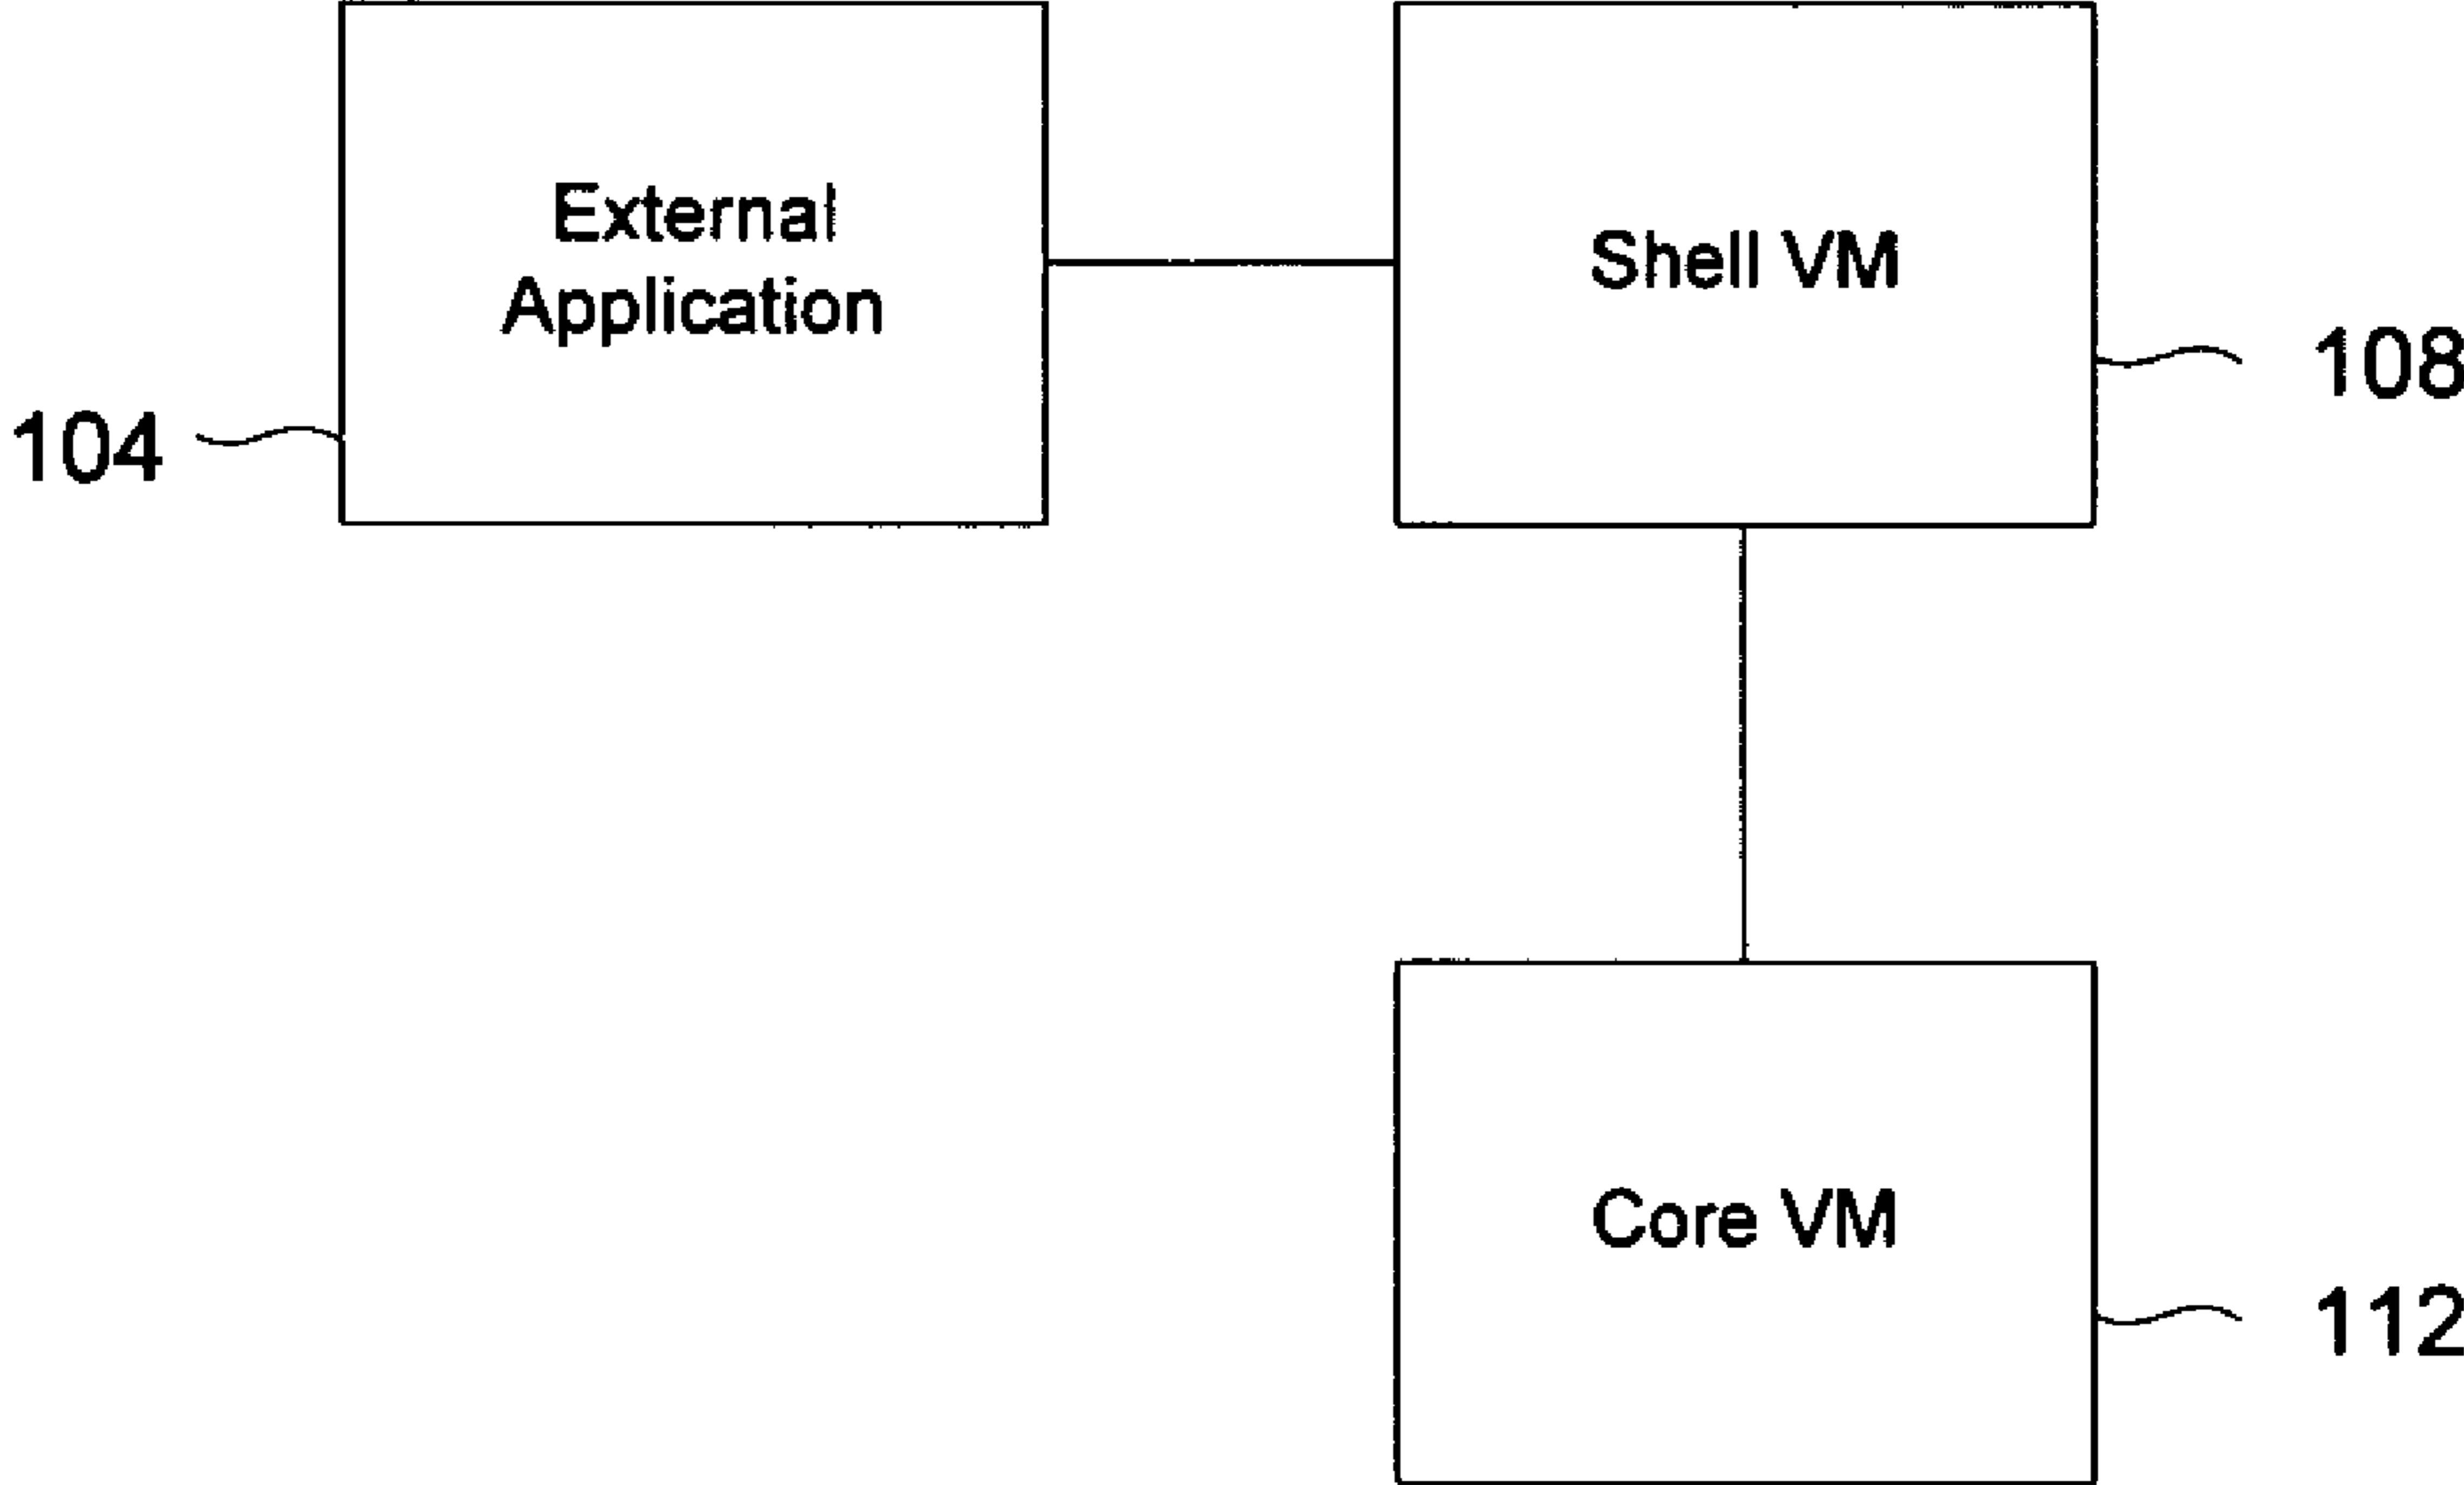 External
Application
Shell VM
108
104
Core VM
112